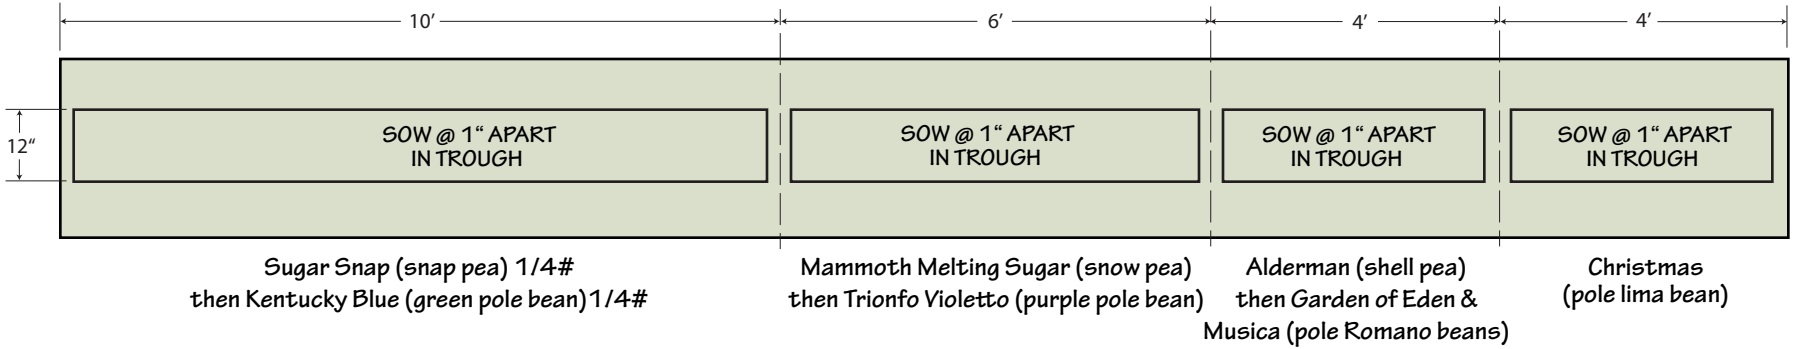 10’
6’
4’
4’
12“
SOW @ 1“ APART
IN TROUGH
SOW @ 1“ APART
IN TROUGH
SOW @ 1“ APART
IN TROUGH
SOW @ 1“ APART
IN TROUGH
Sugar Snap (snap pea) 1/4#
then Kentucky Blue (green pole bean)1/4#
Mammoth Melting Sugar (snow pea)
then Trionfo Violetto (purple pole bean)
Alderman (shell pea)
then Garden of Eden &
Musica (pole Romano beans)
Christmas
(pole lima bean)